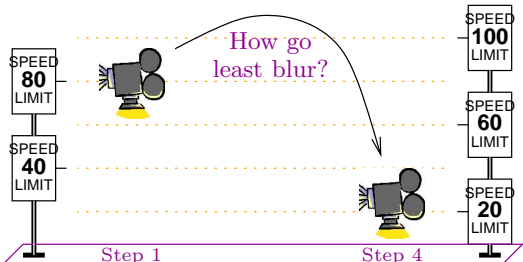 SPEED
80
LIMIT
SPEED
40
LIMIT
How go
least blur?
SPEED
100
LIMIT
SPEED
60
LIMIT
SPEED
20
LIMIT
Step 1
Step 4